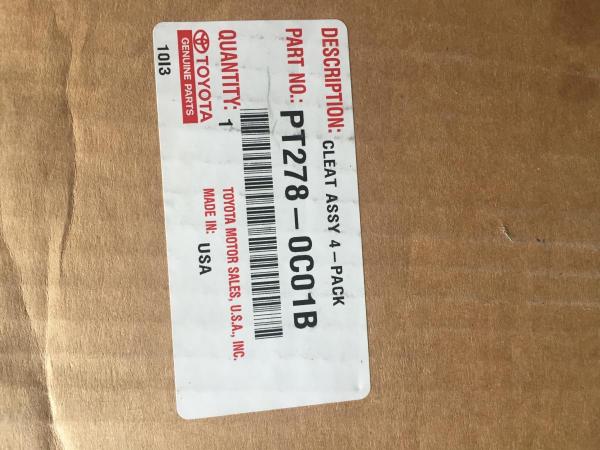 DESCRIPTION: CLEAT ASSY 4-PACK
PART NO.: PT278-0C01B
QUANTITY: 1
TOYOTA
GENUINE PARTS
TOYOTA MOTOR SALES, U.S.A., INC.
MADE IN: USA
10I3